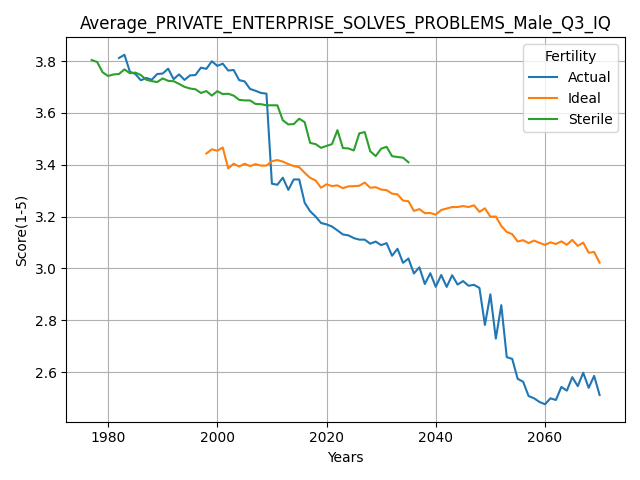 Average_PRIVATE_ENTERPRISE_SOLVES_PROBLEMS_Male_Q3_IQ
Fertility
Actual
Ideal
Sterile
Score(1-5)
3.8
3.6
3.4
3.2
3.0
2.8
2.6
1980 2000 2020 2040 2060
Years